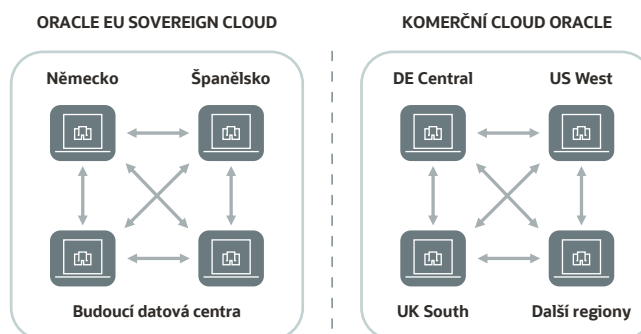 ORACLE EU SOVEREIGN CLOUD
Německo Španělsko
Budoucí datová centra
KOMERČNÍ CLOUD ORACLE
DE Central US West
UK South Další regiony